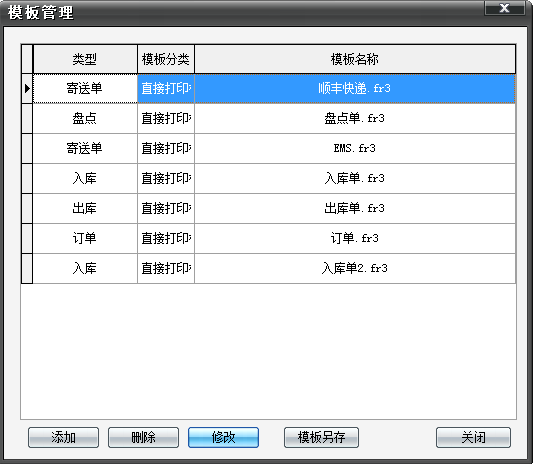 模板管理
类型 模板分类 模板名称
寄送单 直接打印 顺丰快递.fr3
盘点 直接打印 盘点单.fr3
寄送单 直接打印 EMS.fr3
入库 直接打印 入库单.fr3
出库 直接打印 出库单.fr3
订单 直接打印 订单.fr3
入库 直接打印 入库单2.fr3
添加 删除 修改 模板另存 关闭